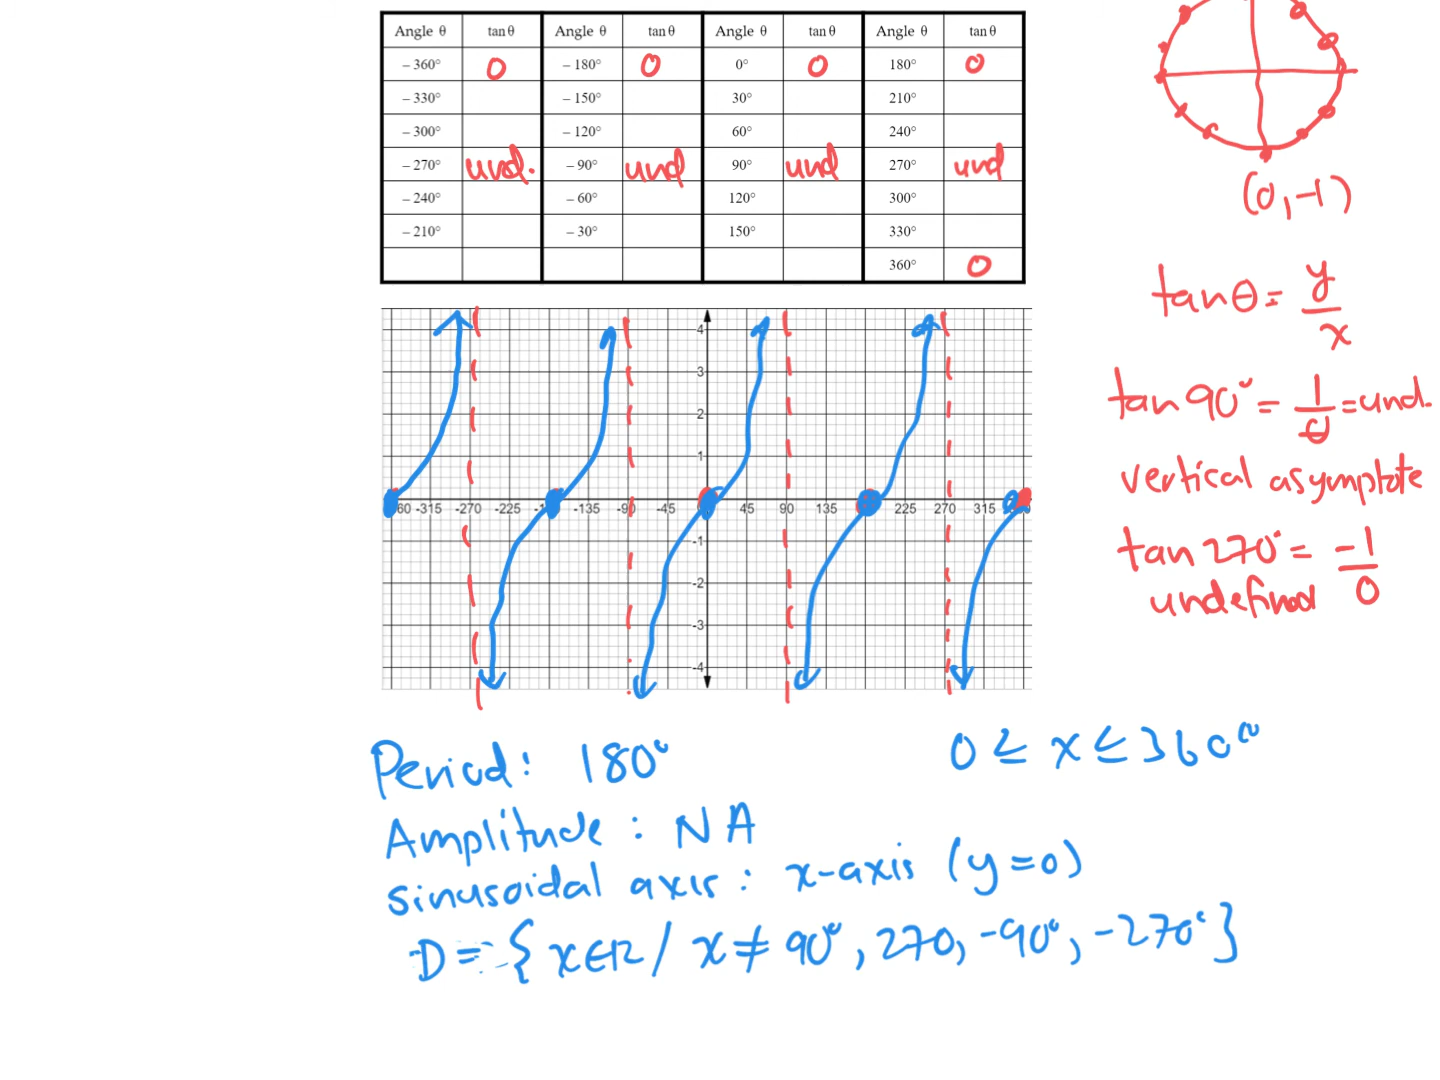 Angle θ tan θ Angle θ tan θ Angle θ tan θ Angle θ tan θ
– 360° 0 – 180° 0 0° 0 180° 0
– 330° – 150° 30° 210°
– 300° – 120° 60° 240°
– 270° und. – 90° und 90° und 270° und
– 240° – 60° 120° 300°
– 210° – 30° 150° 330°
360° 0
(0, -1)
tan θ = y/x
tan 90° = 1/0 = und.
vertical asymptote
tan 270° = -1/0
undefined
4
3
2
1
60 -315 -270 -225 -1 -135 -90 -45 45 90 135 225 270 315
-1
-2
-3
-4
Period: 180°
0 ≤ x ≤ 360°
Amplitude: NA
sinusoidal axis: x-axis (y=0)
D = {x∈R / x ≠ 90°, 270, -90°, -270°}